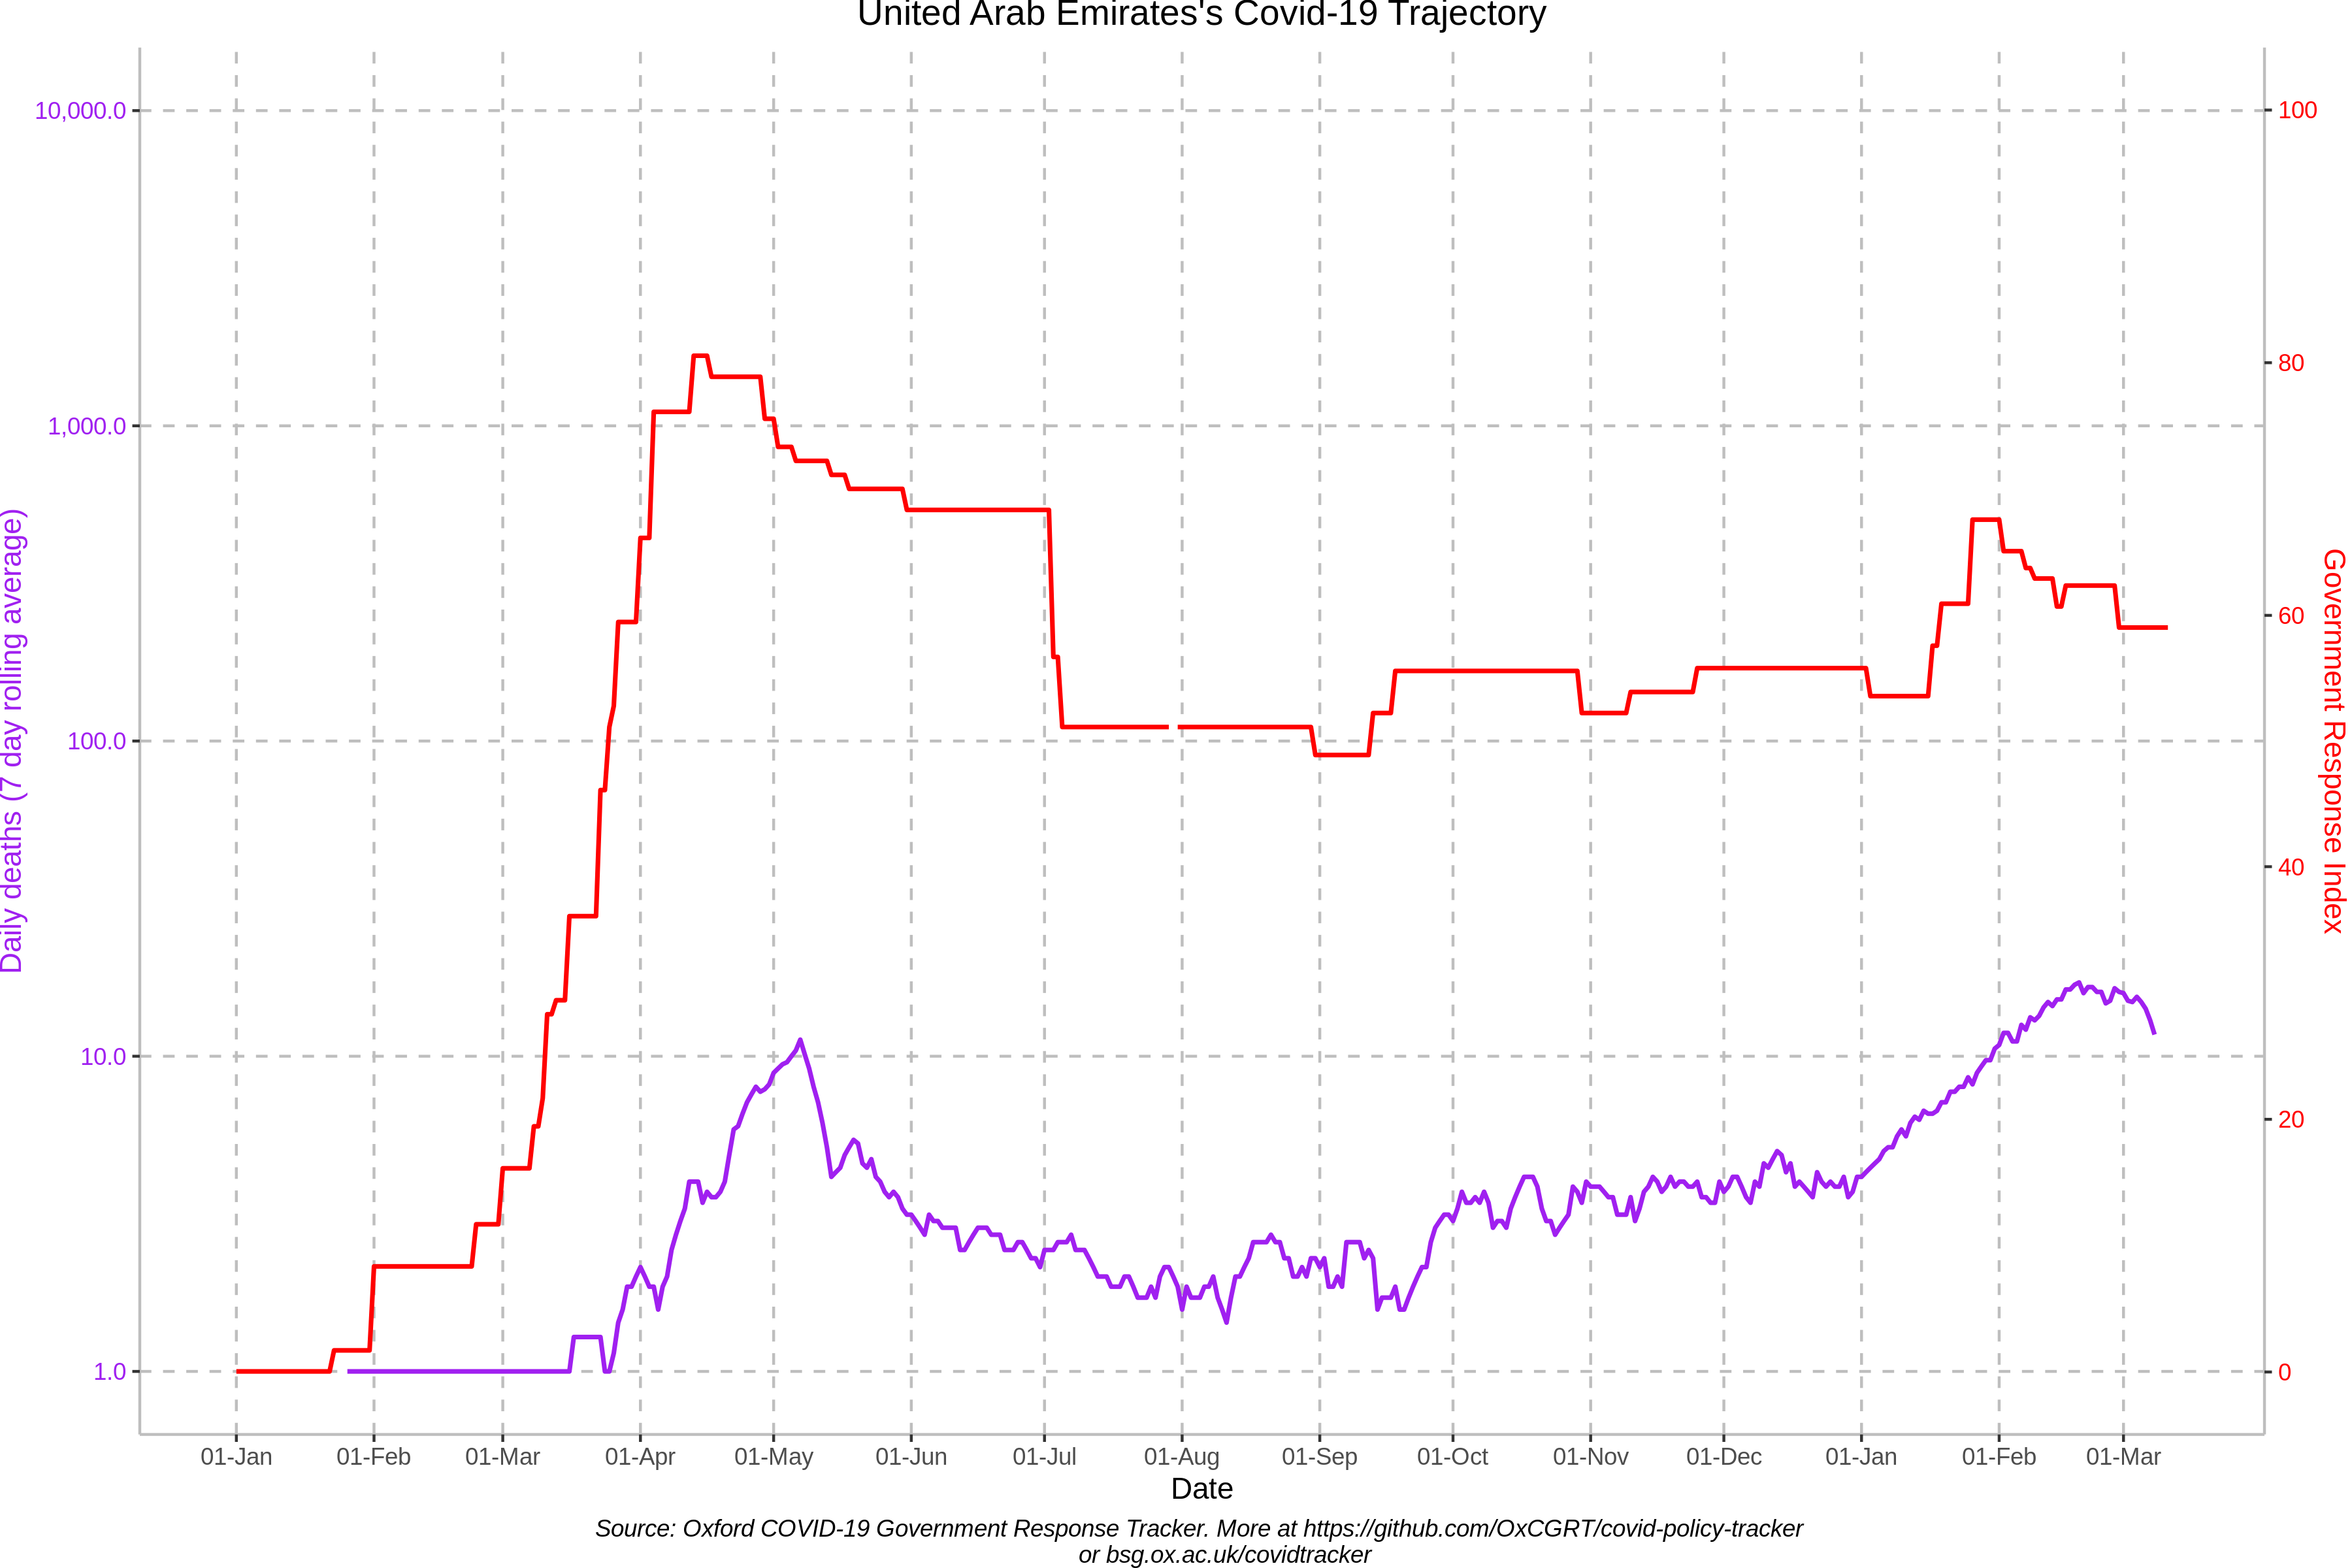 United Arab Emirates's Covid-19 Trajectory
10,000.0
1,000.0
100.0
10.0
1.0
Daily deaths (7 day rolling average)
100
80
60
40
20
0
Government Response Index
01-Jan 01-Feb 01-Mar 01-Apr 01-May 01-Jun 01-Jul 01-Aug 01-Sep 01-Oct 01-Nov 01-Dec 01-Jan 01-Feb 01-Mar
Date
Source: Oxford COVID-19 Government Response Tracker. More at https://github.com/OxCGRT/covid-policy-tracker
or bsg.ox.ac.uk/covidtracker